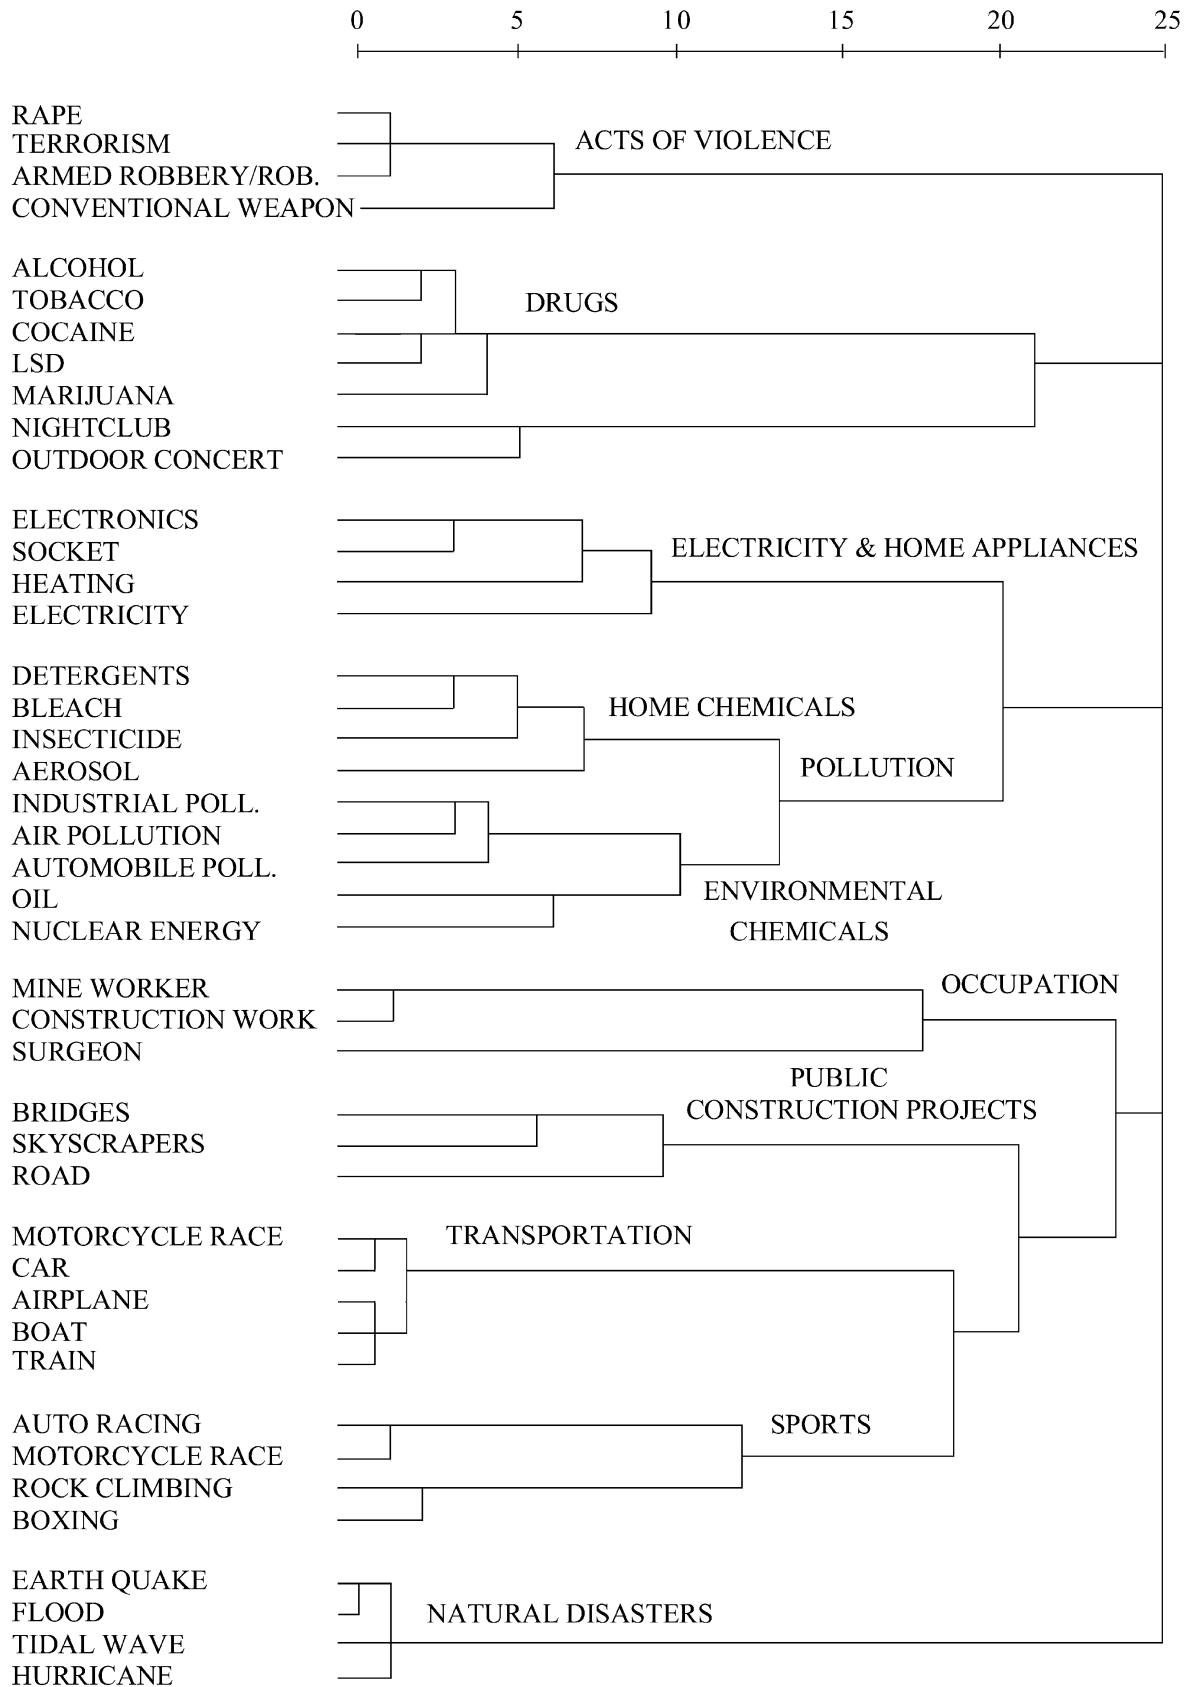 0 5 10 15 20 25
RAPE
TERRORISM
ACTS OF VIOLENCE
ARMED ROBBERY/ROB.
CONVENTIONAL WEAPON
ALCOHOL
TOBACCO
DRUGS
COCAINE
LSD
MARIJUANA
NIGHTCLUB
OUTDOOR CONCERT
ELECTRONICS
SOCKET
ELECTRICITY & HOME APPLIANCES
HEATING
ELECTRICITY
DETERGENTS
BLEACH
HOME CHEMICALS
INSECTICIDE
AEROSOL
POLLUTION
INDUSTRIAL POLL.
AIR POLLUTION
AUTOMOBILE POLL.
OIL
ENVIRONMENTAL
NUCLEAR ENERGY
CHEMICALS
MINE WORKER
OCCUPATION
CONSTRUCTION WORK
SURGEON
PUBLIC
BRIDGES
CONSTRUCTION PROJECTS
SKYSCRAPERS
ROAD
MOTORCYCLE RACE
TRANSPORTATION
CAR
AIRPLANE
BOAT
TRAIN
AUTO RACING
SPORTS
MOTORCYCLE RACE
ROCK CLIMBING
BOXING
EARTH QUAKE
FLOOD
NATURAL DISASTERS
TIDAL WAVE
HURRICANE